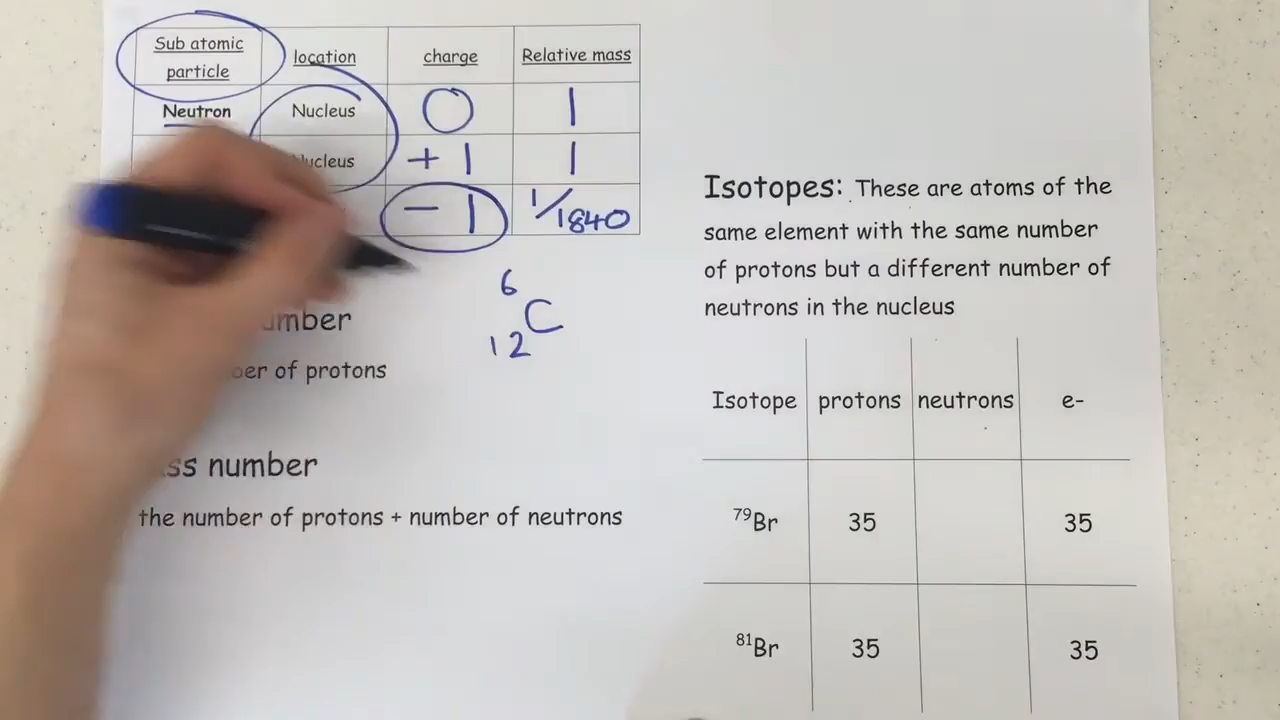 Sub atomic particle location charge Relative mass
Neutron Nucleus 0 1
+ 1 1
- 1 1/1840
6
C
12
of protons
number
the number of protons + number of neutrons
Isotopes: These are atoms of the
same element with the same number
of protons but a different number of
neutrons in the nucleus
Isotope protons neutrons e-
79Br 35 35
81Br 35 35